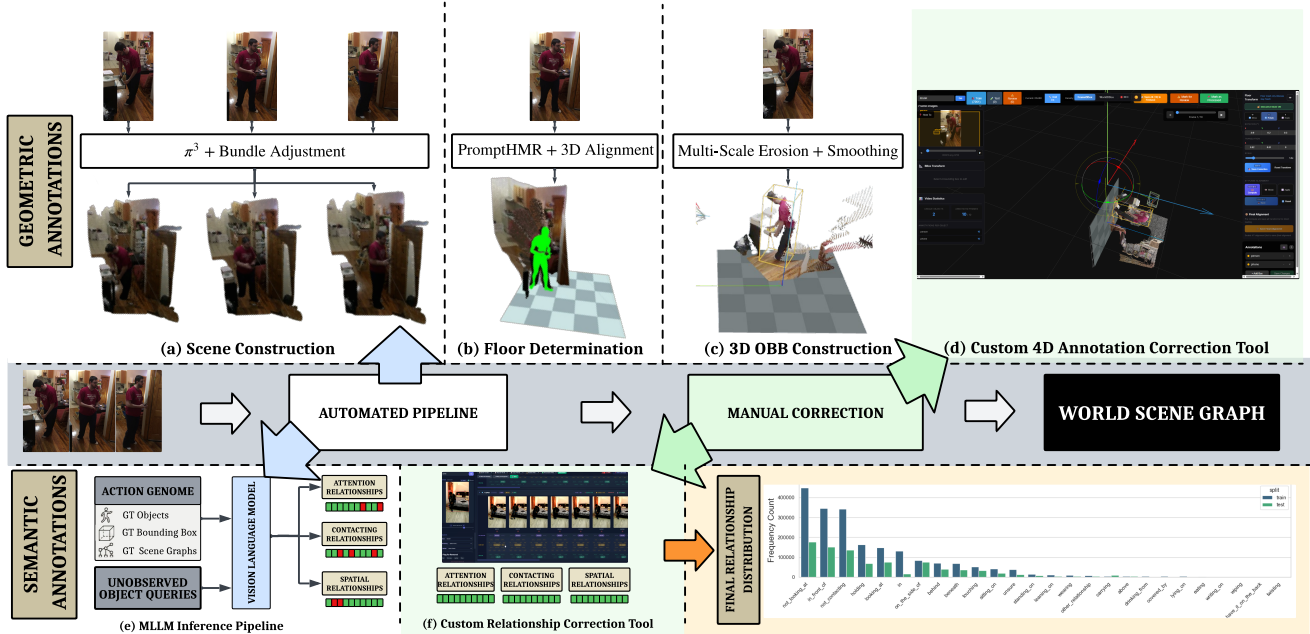 GEOMETRIC
ANNOTATIONS
π³ + Bundle Adjustment
PromptHMR + 3D Alignment
Multi-Scale Erosion + Smoothing
(a) Scene Construction
(b) Floor Determination
(c) 3D OBB Construction
(d) Custom 4D Annotation Correction Tool
AUTOMATED PIPELINE
MANUAL CORRECTION
WORLD SCENE GRAPH
SEMANTIC
ANNOTATIONS
ACTION GENOME
GT Objects
GT Bounding Box
GT Scene Graphs
UNOBSERVED
OBJECT QUERIES
VISION LANGUAGE MODEL
ATTENTION
RELATIONSHIPS
CONTACTING
RELATIONSHIPS
SPATIAL
RELATIONSHIPS
(e) MLLM Inference Pipeline
ATTENTION
RELATIONSHIPS
CONTACTING
RELATIONSHIPS
SPATIAL
RELATIONSHIPS
(f) Custom Relationship Correction Tool
FINAL RELATIONSHIP
DISTRIBUTION
Frequency Count
400000
300000
200000
100000
0
split
train
test
not_looking_at
in_front_of
not_contacting
holding
looking_at
in
on_the_side_of
behind
beneath
touching
sitting_on
unsure
standing_on
leaning_on
wearing
other_relationship
carrying
above
drinking_from
covered_by
lying_on
eating
writing_on
wiping
have_it_on_the_back
twisting